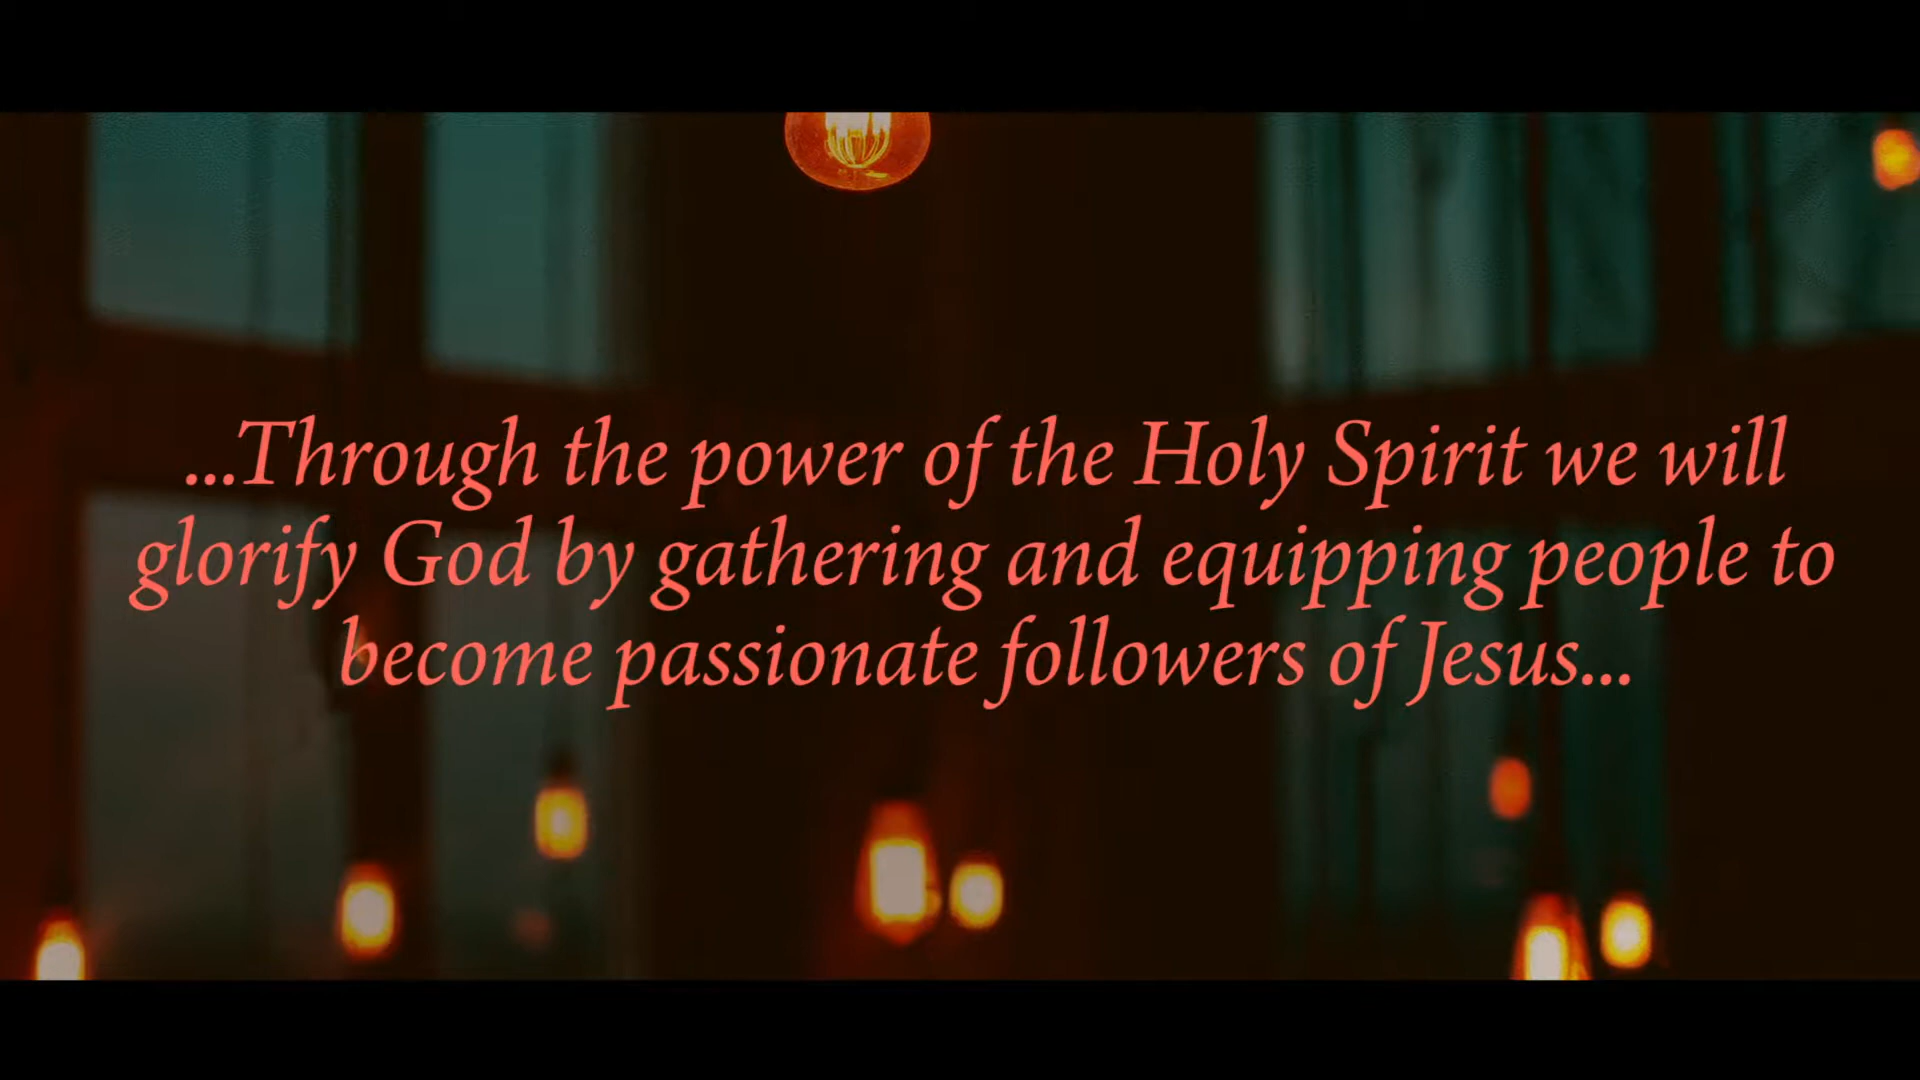 ...Through the power of the Holy Spirit we will
glorify God by gathering and equipping people to
become passionate followers of Jesus...